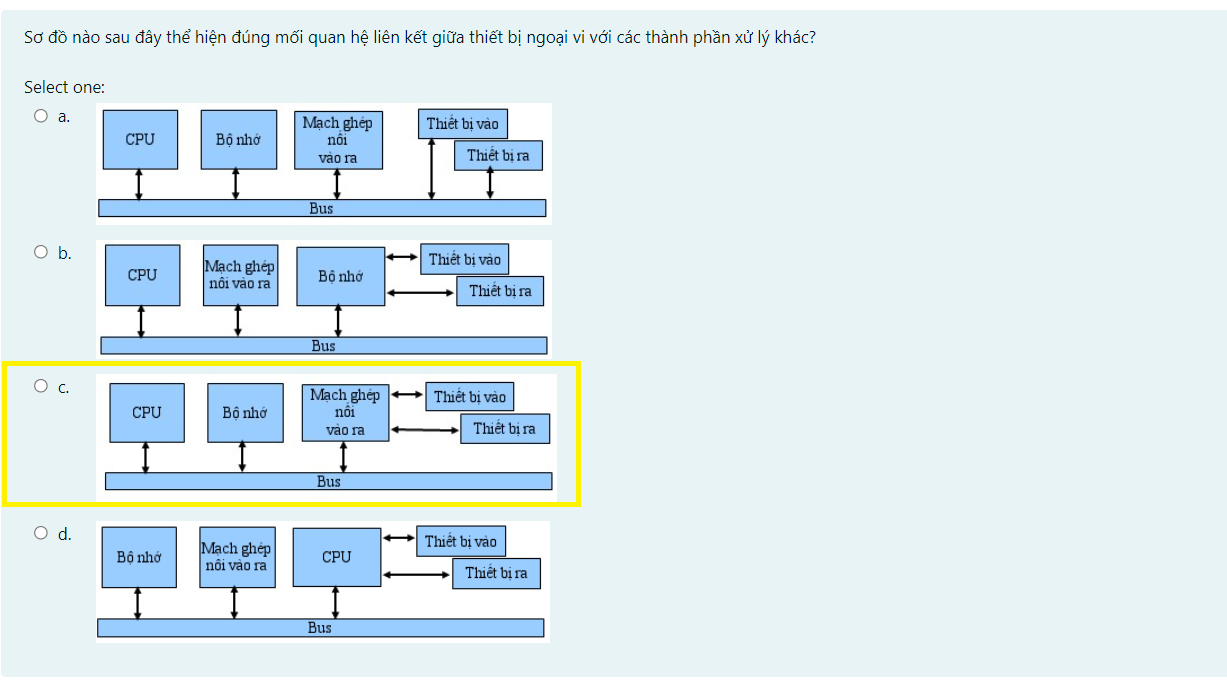 Sơ đồ nào sau đây thể hiện đúng mối quan hệ liên kết giữa thiết bị ngoại vi với các thành phần xử lý khác?
Select one:
a.
CPU
Bộ nhớ
Mạch ghép
nối
vào ra
Thiết bị vào
Thiết bị ra
Bus
b.
CPU
Mạch ghép
nối vào ra
Bộ nhớ
Thiết bị vào
Thiết bị ra
Bus
c.
CPU
Bộ nhớ
Mạch ghép
nối
vào ra
Thiết bị vào
Thiết bị ra
Bus
d.
Bộ nhớ
Mạch ghép
nối vào ra
CPU
Thiết bị vào
Thiết bị ra
Bus